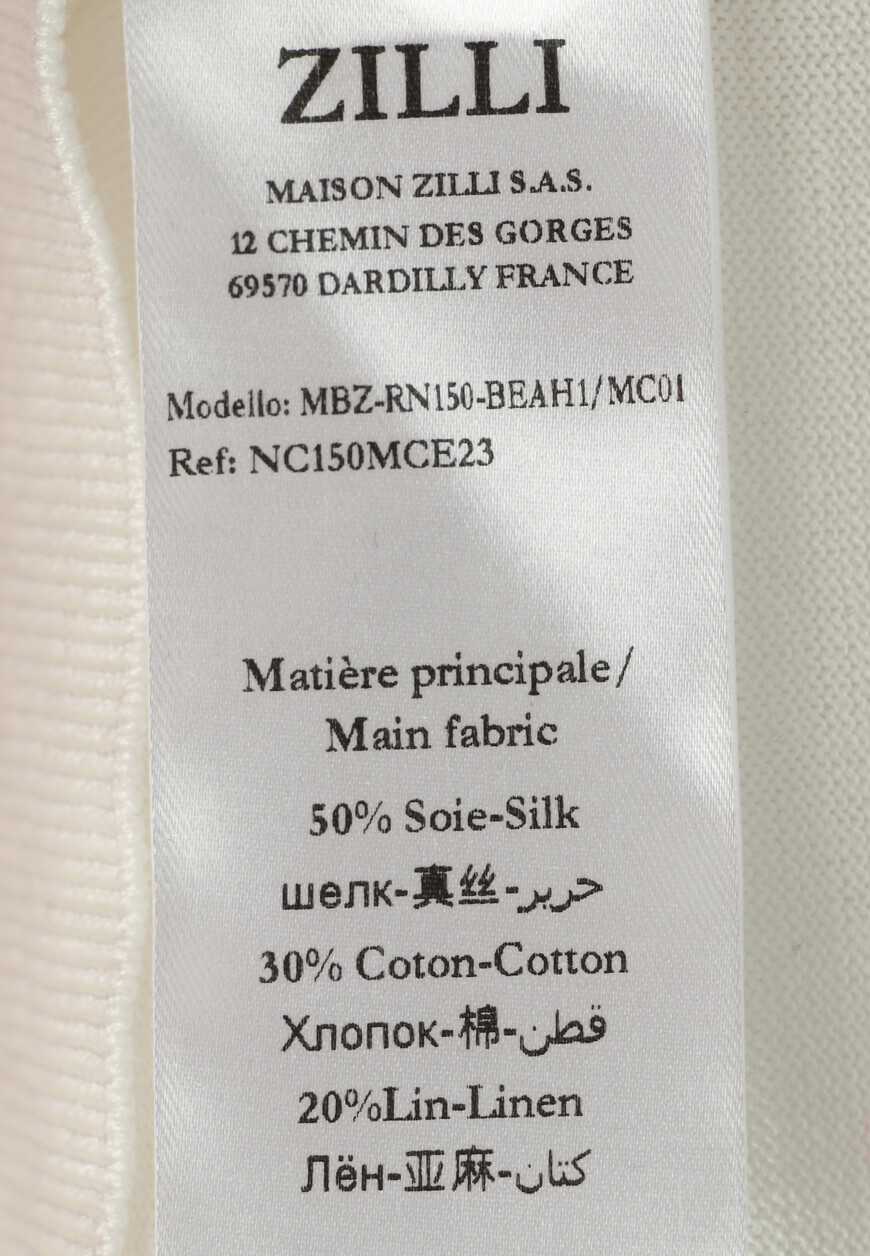 ZILLI
MAISON ZILLI S.A.S.
12 CHEMIN DES GORGES
69570 DARDILLY FRANCE
Modello: MBZ-RN150-BEAH1/MC01
Ref: NC150MCE23
Matière principale/
Main fabric
50% Soie-Silk
шелк-真丝-حرير
30% Coton-Cotton
Хлопок-棉-قطن
20%Lin-Linen
Лён-亚麻-كتان